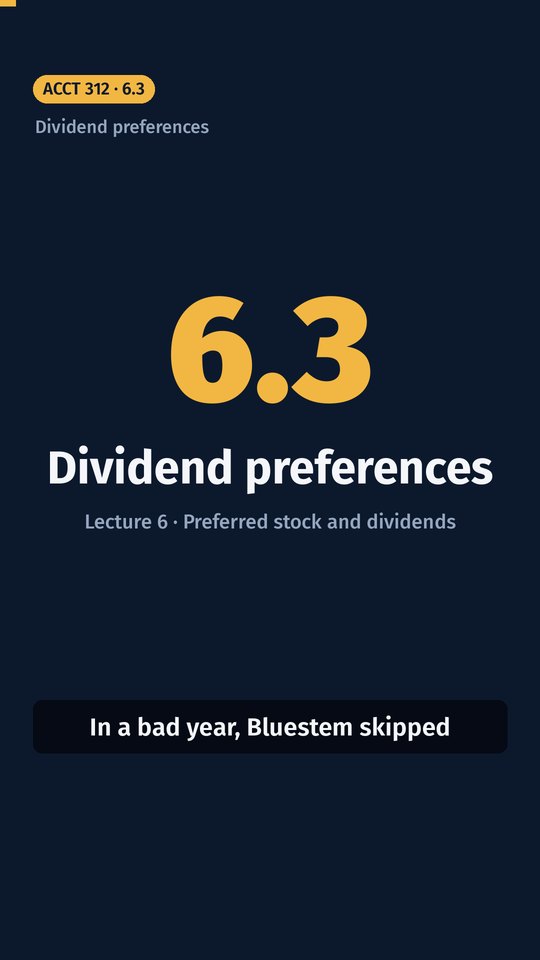 ACCT 312 · 6.3
Dividend preferences
6.3
Dividend preferences
Lecture 6 · Preferred stock and dividends
In a bad year, Bluestem skipped